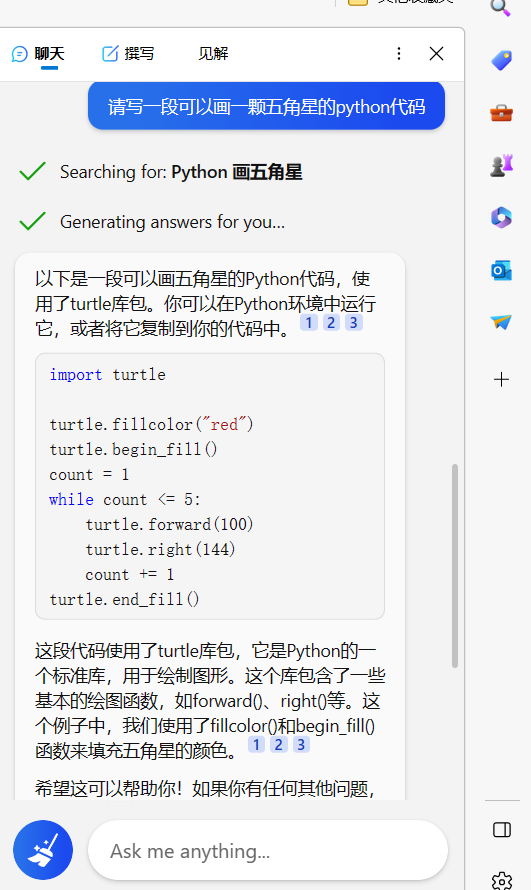 聊天 撰写 见解
请写一段可以画一颗五角星的python代码
Searching for: Python 画五角星
Generating answers for you...
以下是一段可以画五角星的Python代码，使
用了turtle库包。你可以在Python环境中运行
它，或者将它复制到你的代码中。 1 2 3
import turtle
turtle.fillcolor("red")
turtle.begin_fill()
count = 1
while count <= 5:
    turtle.forward(100)
    turtle.right(144)
    count += 1
turtle.end_fill()
这段代码使用了turtle库包，它是Python的一
个标准库，用于绘制图形。这个库包含了一些
基本的绘图函数，如forward()、right()等。这
个例子中，我们使用了fillcolor()和begin_fill()
函数来填充五角星的颜色。 1 2 3
希望这可以帮助你！如果你有任何其他问题，
Ask me anything...